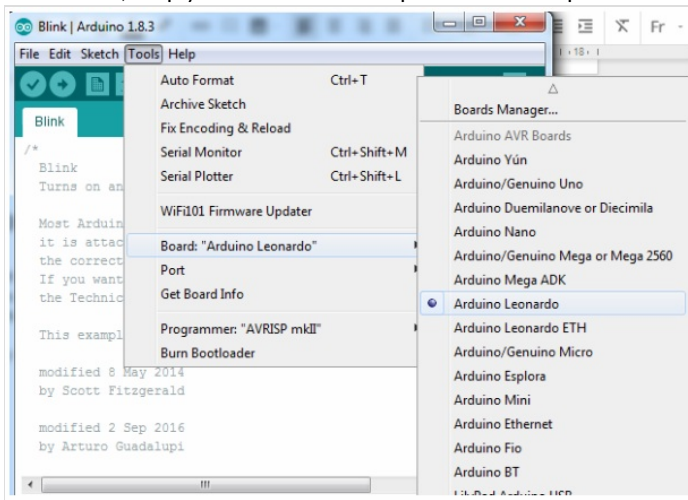 Blink | Arduino 1.8.3
Fr
File Edit Sketch Tools Help
18
Blink
/*
Blink
Turns on an
Most Arduin
it is attac
the correct
If you want
the Technic
This exampl
modified 8 May 2014
by Scott Fitzgerald
modified 2 Sep 2016
by Arturo Guadalupi
Auto Format Ctrl+T
Archive Sketch
Fix Encoding & Reload
Serial Monitor Ctrl+Shift+M
Serial Plotter Ctrl+Shift+L
WiFi101 Firmware Updater
Board: "Arduino Leonardo"
Port
Get Board Info
Programmer: "AVRISP mkII"
Burn Bootloader
Boards Manager...
Arduino AVR Boards
Arduino Yún
Arduino/Genuino Uno
Arduino Duemilanove or Diecimila
Arduino Nano
Arduino/Genuino Mega or Mega 2560
Arduino Mega ADK
Arduino Leonardo
Arduino Leonardo ETH
Arduino/Genuino Micro
Arduino Esplora
Arduino Mini
Arduino Ethernet
Arduino Fio
Arduino BT
LilyPad Arduino USB